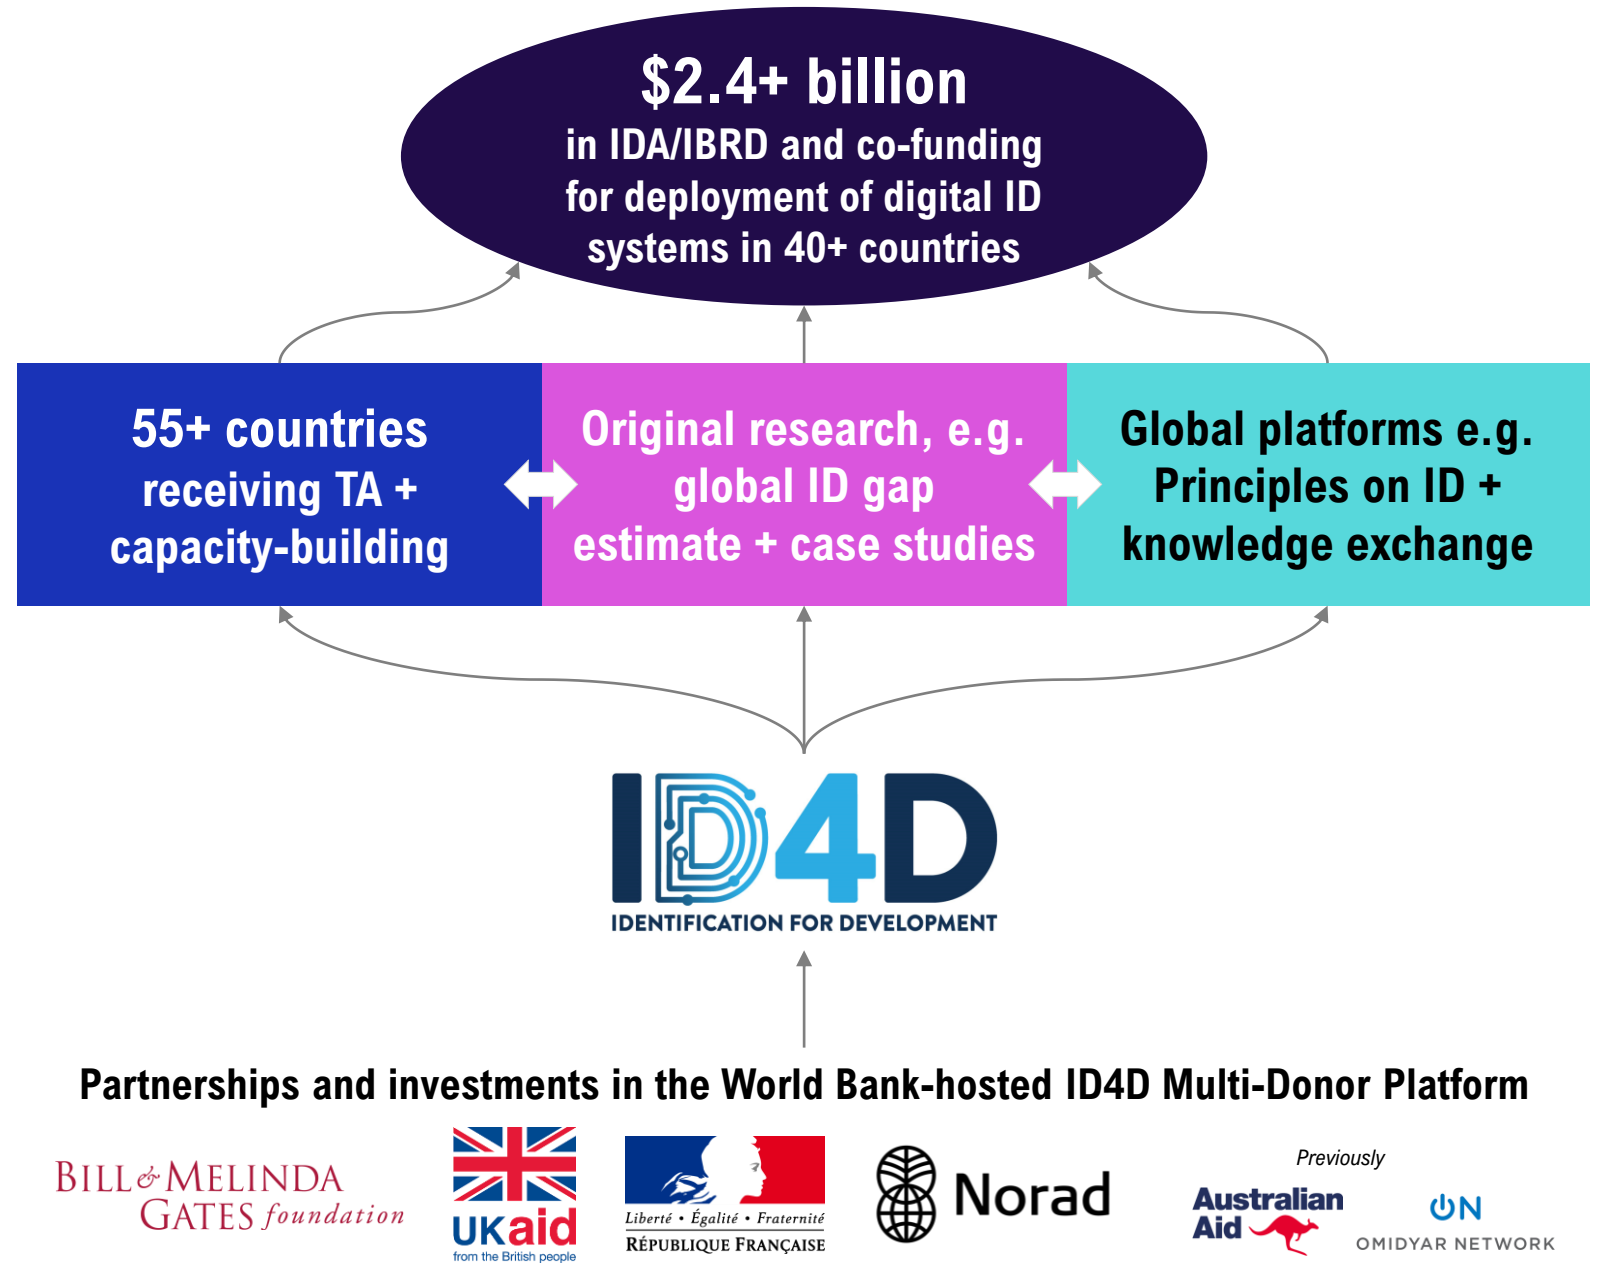 $2.4+ billion
in IDA/IBRD and co-funding
for deployment of digital ID
systems in 40+ countries
55+ countries
receiving TA +
capacity-building
Original research, e.g.
global ID gap
estimate + case studies
Global platforms e.g.
Principles on ID +
knowledge exchange
ID4D
IDENTIFICATION FOR DEVELOPMENT
Partnerships and investments in the World Bank-hosted ID4D Multi-Donor Platform
BILL & MELINDA
GATES foundation
UKaid
from the British people
Liberté • Égalité • Fraternité
RÉPUBLIQUE FRANÇAISE
Norad
Previously
Australian
Aid
ON
OMIDYAR NETWORK